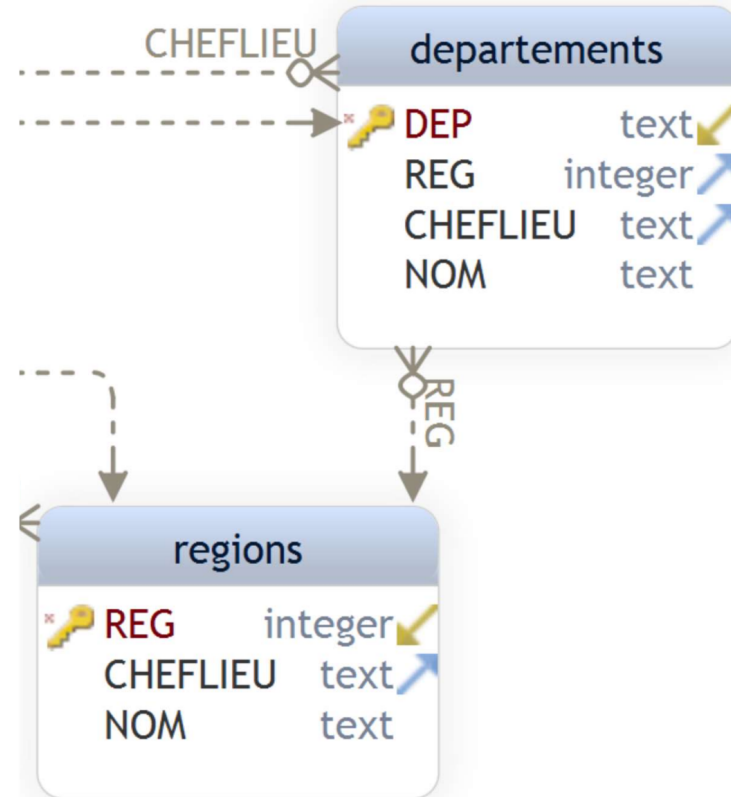 CHEFLIEU
departements
DEP text
REG integer
CHEFLIEU text
NOM text
REG
regions
REG integer
CHEFLIEU text
NOM text